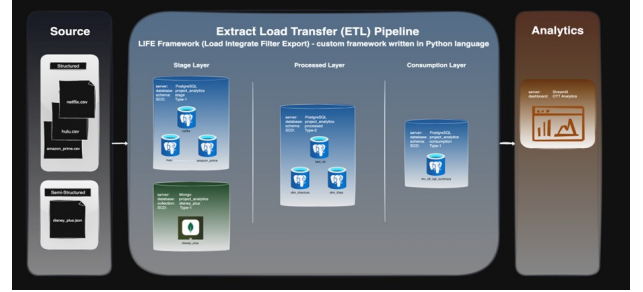 Source
Structured
netflix.csv
hulu.csv
amazon_prime.csv
Semi-Structured
disney_plus.json
Extract Load Transfer (ETL) Pipeline
LIFE Framework (Load Integrate Filter Export) - custom framework written in Python language
Stage Layer
server: PostgreSQL
database: project_analytics
schema: stage
SCD: Type-1
netflix
hulu
amazon_prime
server: Mongo
database: project_analytics
collection: disney_plus
SCD: Type-1
disney_plus
Processed Layer
server: PostgreSQL
database: project_analytics
schema: processed
SCD: Type-2
dim_directors
dim_titles
Consumption Layer
server: PostgreSQL
database: project_analytics
schema: consumption
SCD: Type-1
Analytics
server: Streamlit
dashboard: OTT Analytics